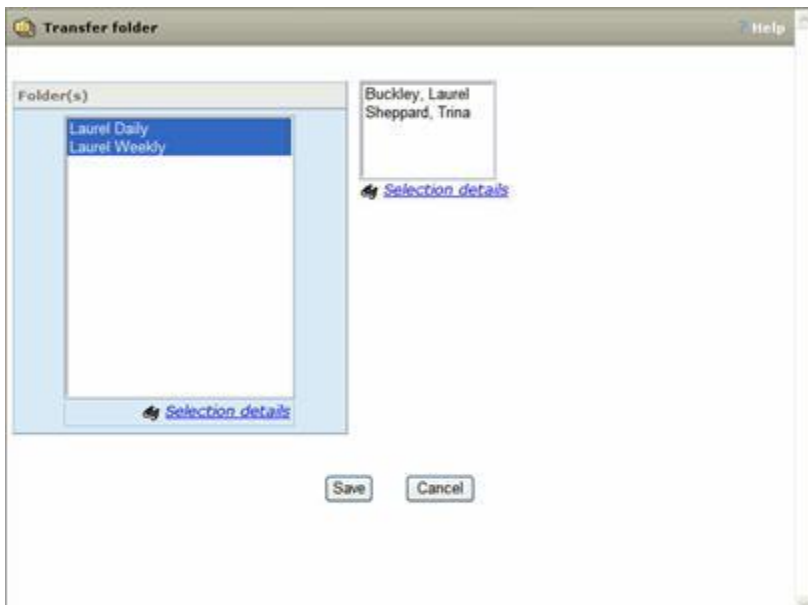 Transfer folder
? Help
Folder(s)
Laurel Daily
Laurel Weekly
Selection details
Buckley, Laurel
Sheppard, Trina
Selection details
Save
Cancel